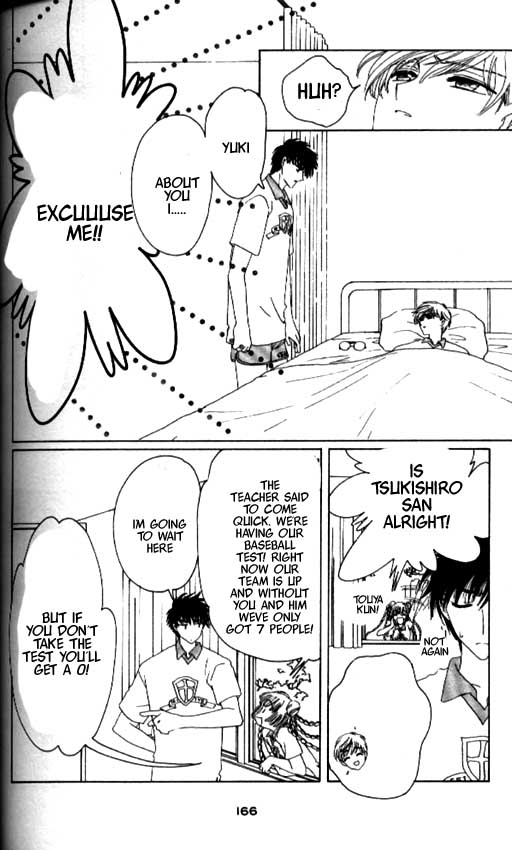 HUH?
YUKI
ABOUT
YOU
I.....
EXCUUUSE
ME!!
IS
TSUKISHIRO
SAN
ALRIGHT!
TOUYA
KUN!
NOT
AGAIN
THE
TEACHER SAID
TO COME
QUICK. WE'RE
HAVING OUR
BASEBALL
TEST! RIGHT
NOW OUR
TEAM IS UP
AND WITHOUT
YOU AND HIM
WEVE ONLY
GOT 7 PEOPLE!
IM GOING
TO WAIT
HERE
BUT IF
YOU DON'T
TAKE THE
TEST YOU'LL
GET A 0!
166